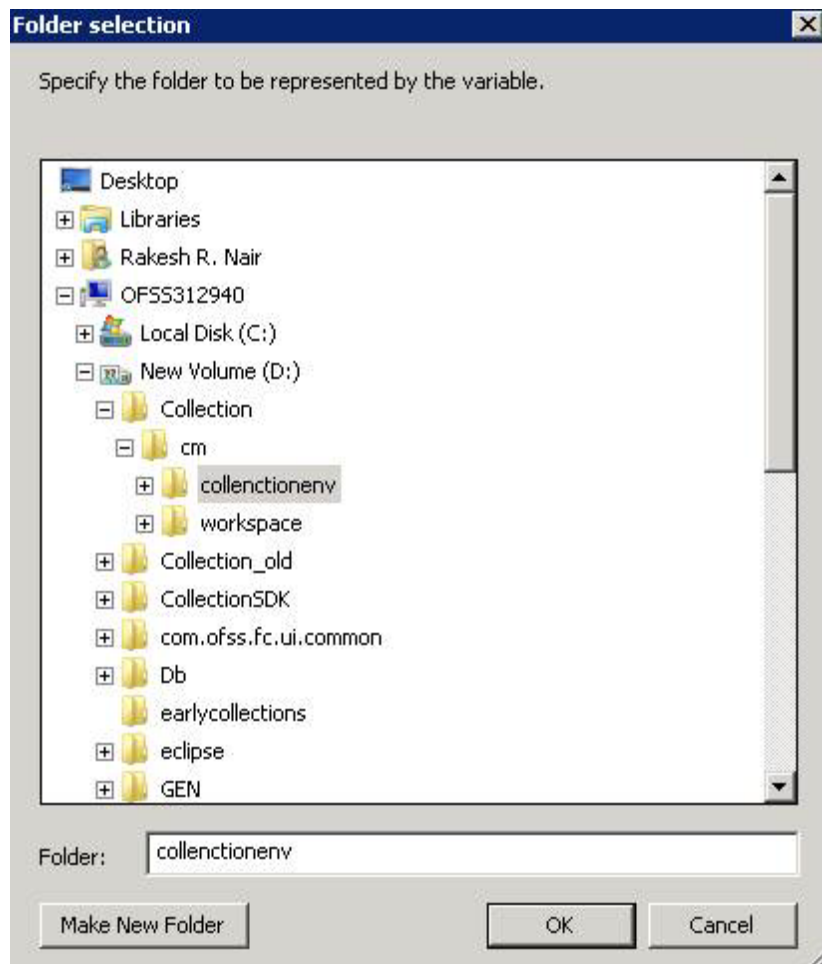 Folder selection
Specify the folder to be represented by the variable.
Desktop
Libraries
Rakesh R. Nair
OFSS312940
Local Disk (C:)
New Volume (D:)
Collection
cm
collenctionenv
workspace
Collection_old
CollectionSDK
com.ofss.fc.ui.common
Db
earlycollections
eclipse
GEN
Folder: collenctionenv
Make New Folder OK Cancel